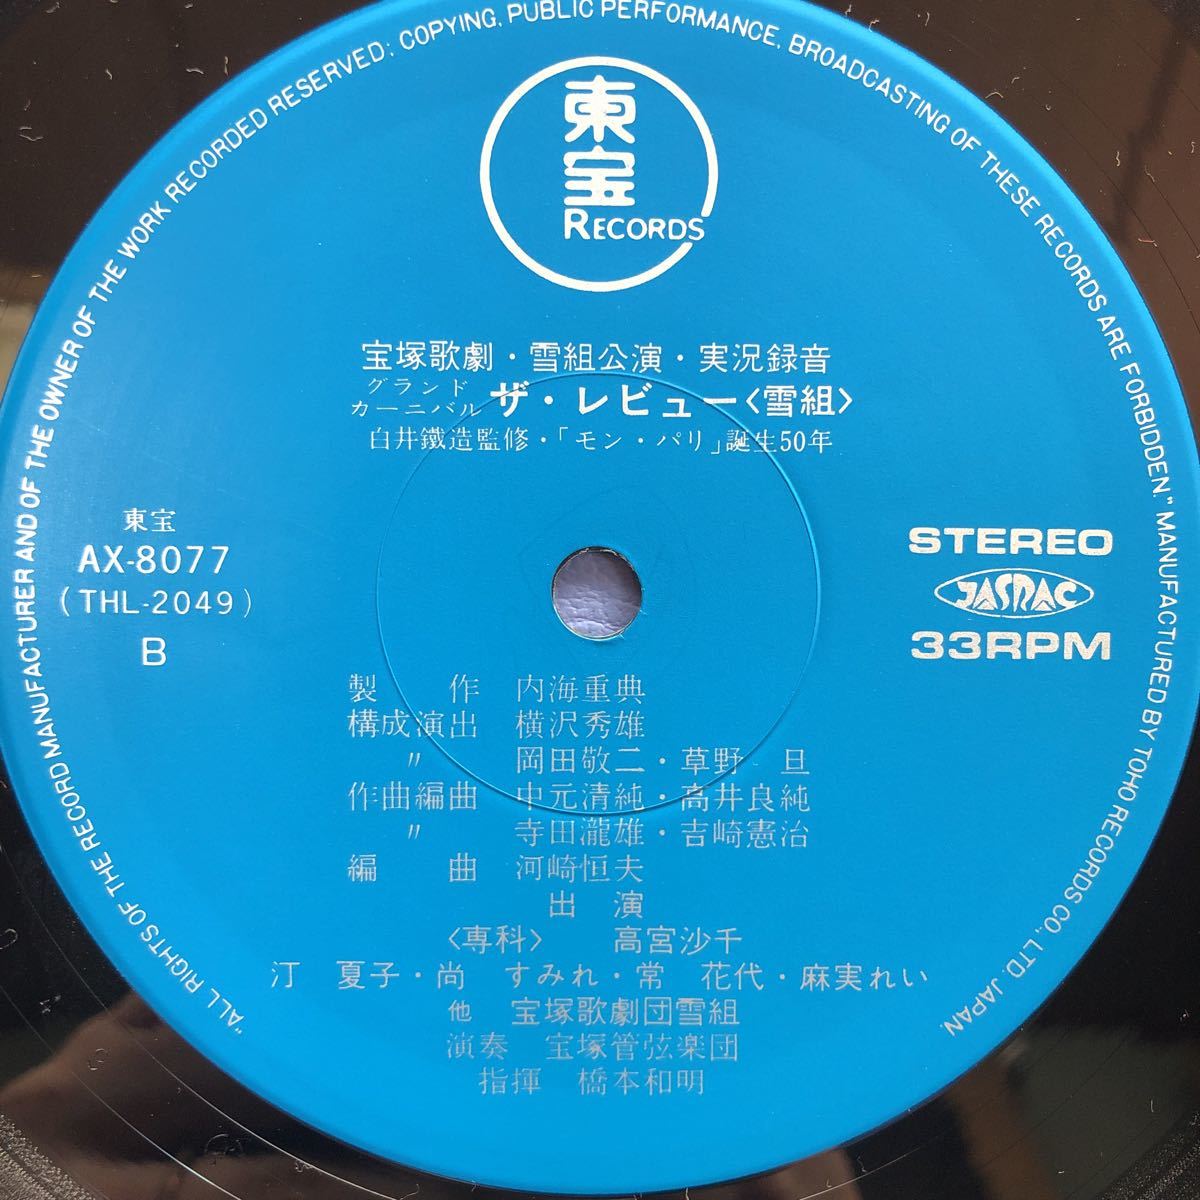 "ALL RIGHTS OF THE RECORD MANUFACTURER AND OF THE OWNER OF THE WORK RECORDED RESERVED; COPYING, PUBLIC PERFORMANCE, BROADCASTING OF THESE RECORDS ARE FORBIDDEN." MANUFACTURED BY TOHO RECORDS CO., LTD. JAPAN.
東宝
RECORDS
宝塚歌劇・雪組公演・実況録音
グランドカーニバル ザ・レビュー〈雪組〉
白井鐵造監修・「モン・パリ」誕生50年
東宝
AX-8077
(THL-2049)
B
STEREO
JASRAC
33RPM
製作 内海重典
構成演出 横沢秀雄
〃 岡田敬二・草野 旦
作曲編曲 中元清純・高井良純
〃 寺田瀧雄・吉崎憲治
編曲 河崎恒夫
出演
〈専科〉 高宮沙千
汀 夏子・尚 すみれ・常 花代・麻実れい
他 宝塚歌劇団雪組
演奏 宝塚管弦楽団
指揮 橋本和明